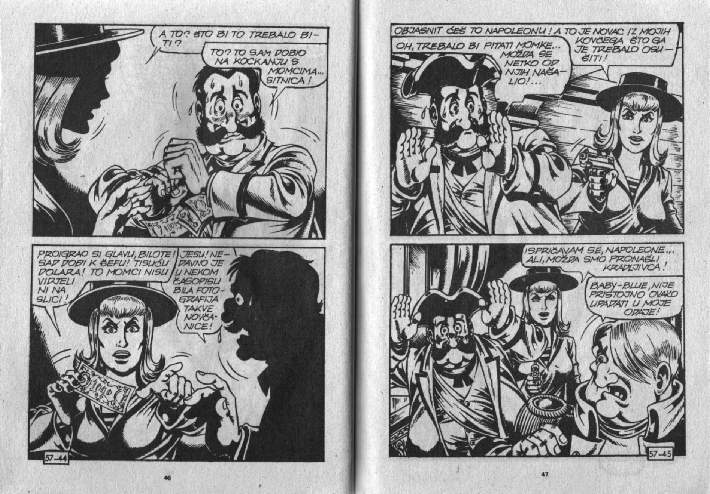 A TO? ŠTO BI TO TREBALO BI-
TI?
TO? TO SAM DOBIO
NA KOCKANJU S
MOMCIMA...
SITNICA!
PROIGRAO SI GLAVU, BILOTE!
SAD DOBI K ČEPU! TISUĆU
DOLARA! TO MOMCI NISU
VIDJELI
NI NA
SLICI!
JESU! NE-
DAVNO JE
U NEKOM
ČASOPISU
BILA FOTO-
GRAFIJA
TAKVE
NOVČA-
NICE!
57-44
46
OBJASNIT ĆEŠ TO NAPOLEONU! A TO JE NOVAC IZ MOJIH
KOVČEGA ŠTO GA
JE TREBALO OSU-
ŠITI!
OH, TREBALO BI PITATI MOMKE...
MOŽDA SE
NETKO OD
NJIH NAŠA-
LIO!...
ISPRIČAVAM SE, NAPOLEONE...
ALI, MOŽDA SMO PRONAŠLI
KRADLJIVCA!
BABY-BLUE, NIJE
PRISTOJNO OVAKO
UPADATI U MOJE
ODAJE!
57-45
47